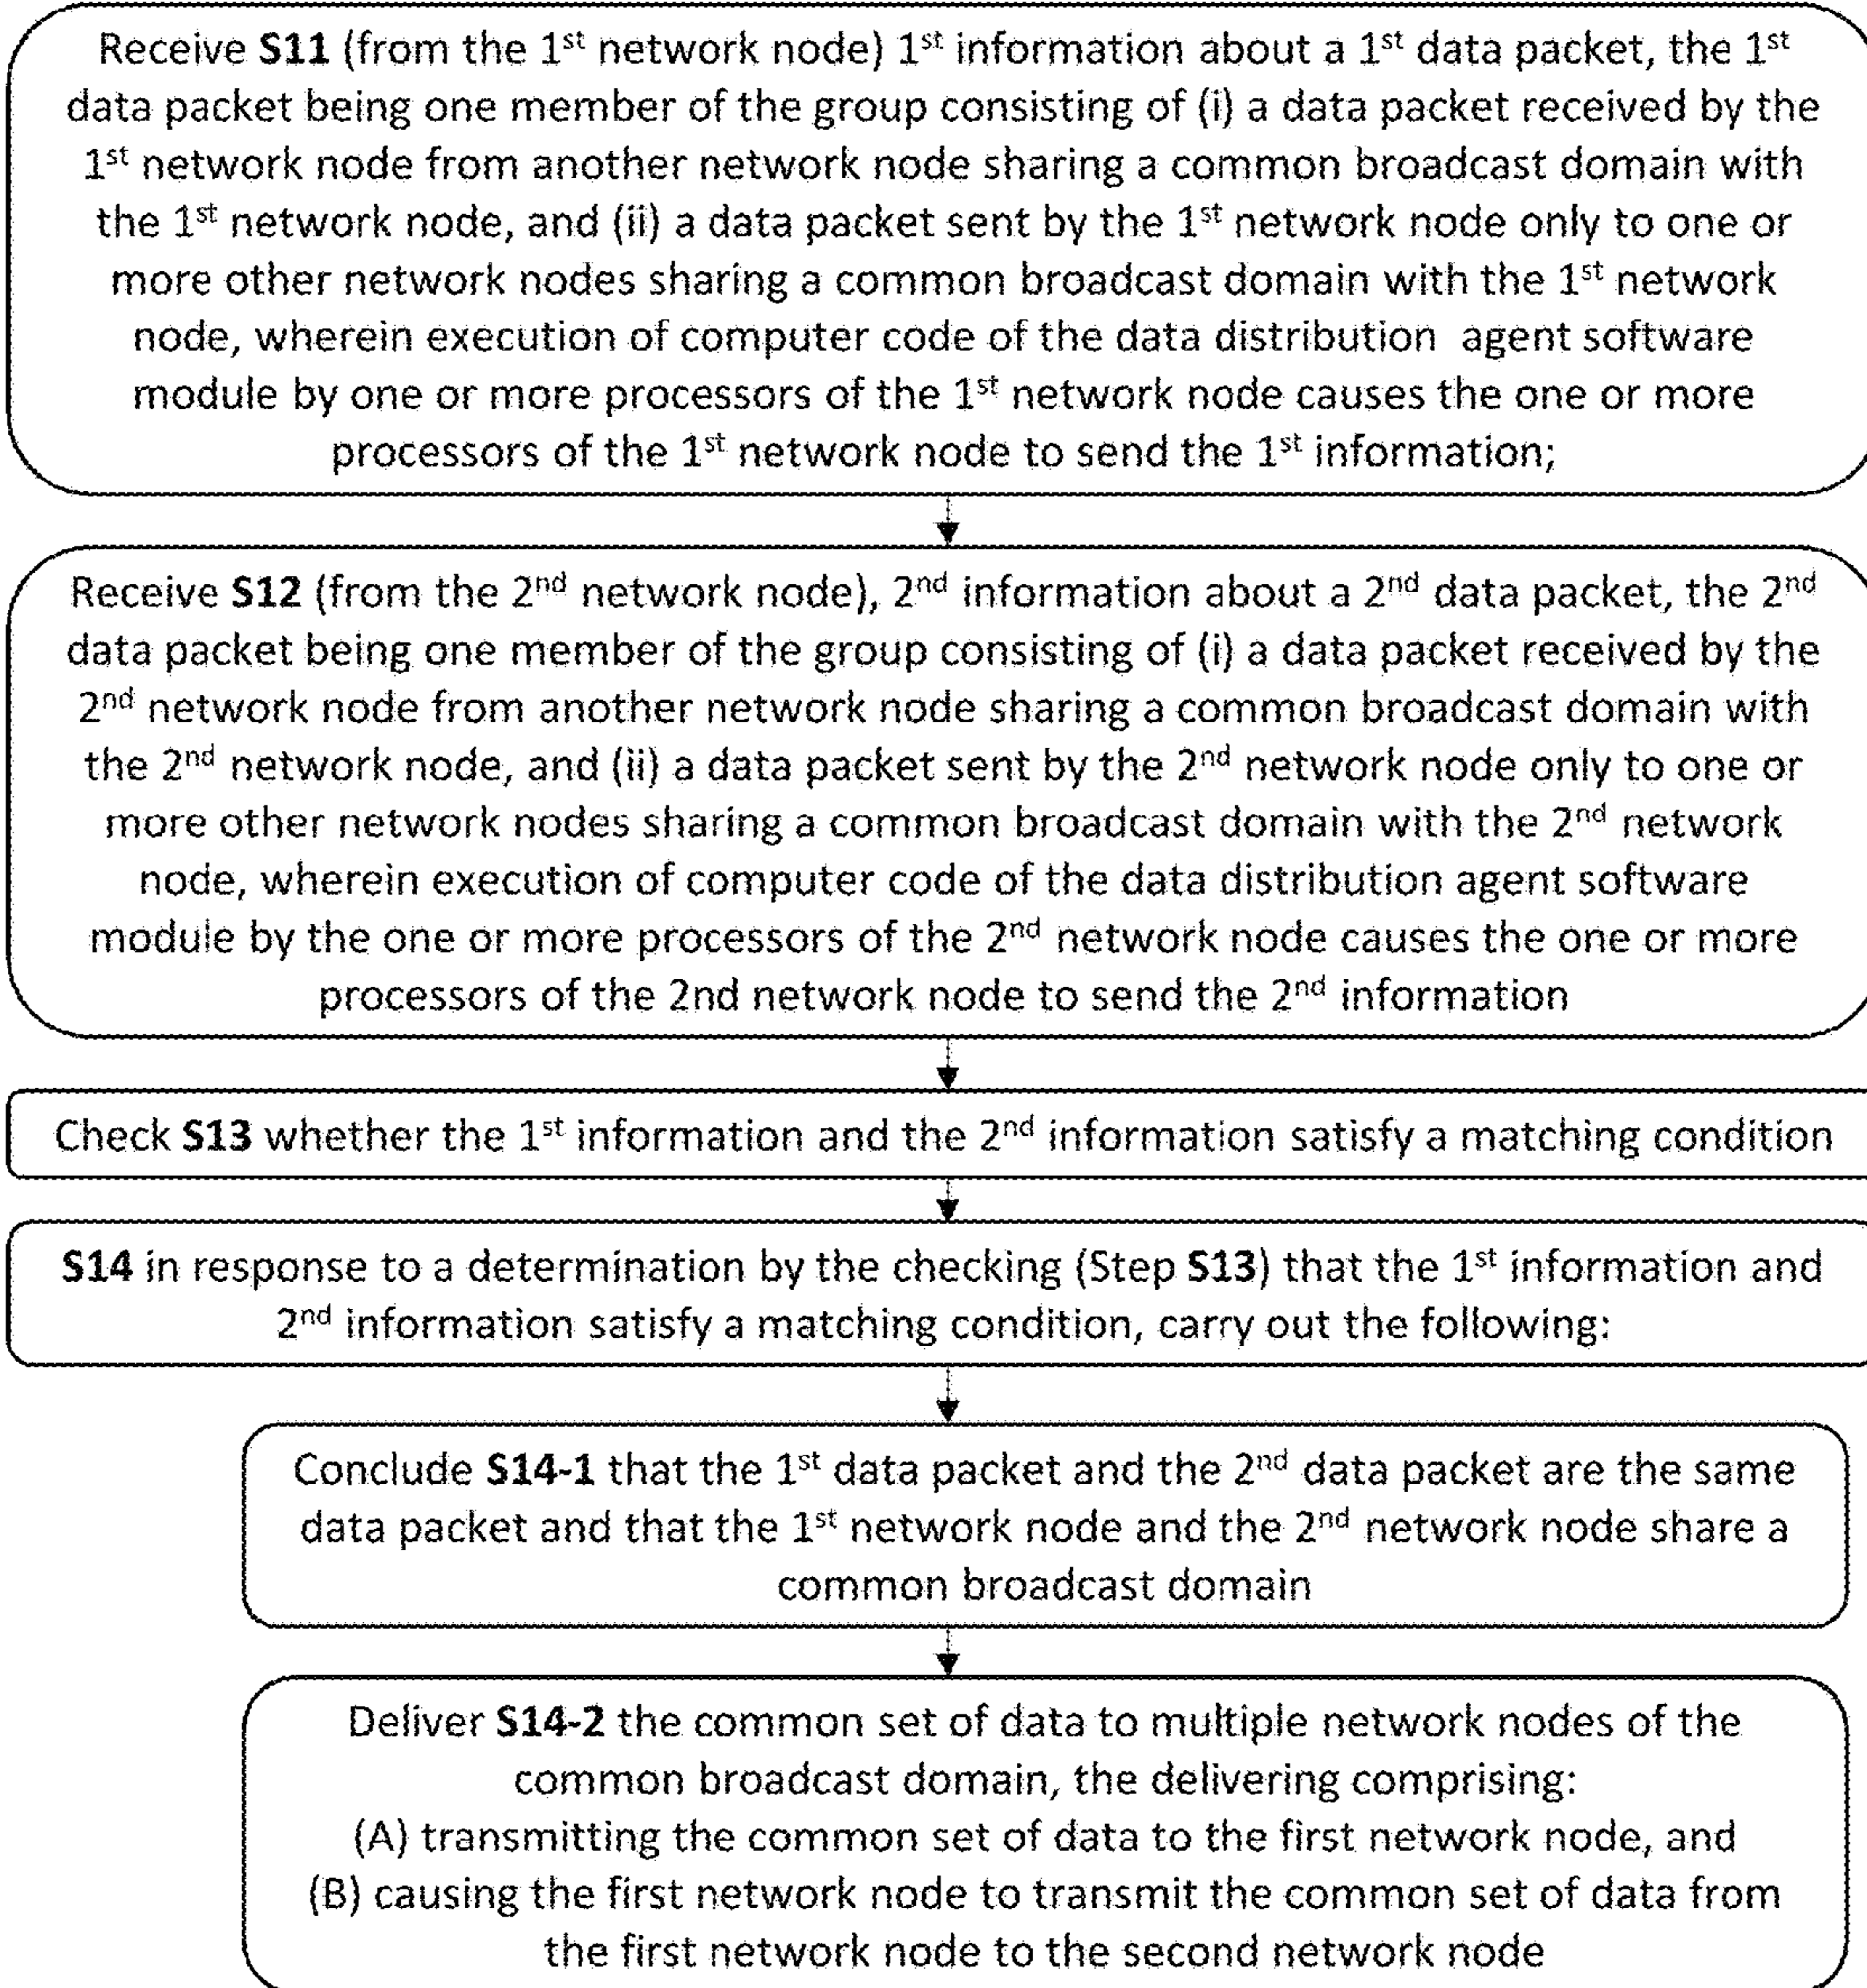 Receive S11 (from the 1st network node) 1st information about a 1st data packet, the 1st
data packet being one member of the group consisting of (i) a data packet received by the
1st network node from another network node sharing a common broadcast domain with
the 1st network node, and (ii) a data packet sent by the 1st network node only to one or
more other network nodes sharing a common broadcast domain with the 1st network
node, wherein execution of computer code of the data distribution agent software
module by one or more processors of the 1st network node causes the one or more
processors of the 1st network node to send the 1st information;
Receive S12 (from the 2nd network node), 2nd information about a 2nd data packet, the 2nd
data packet being one member of the group consisting of (i) a data packet received by the
2nd network node from another network node sharing a common broadcast domain with
the 2nd network node, and (ii) a data packet sent by the 2nd network node only to one or
more other network nodes sharing a common broadcast domain with the 2nd network
node, wherein execution of computer code of the data distribution agent software
module by the one or more processors of the 2nd network node causes the one or more
processors of the 2nd network node to send the 2nd information
Check S13 whether the 1st information and the 2nd information satisfy a matching condition
S14 in response to a determination by the checking (Step S13) that the 1st information and
2nd information satisfy a matching condition, carry out the following:
Conclude S14-1 that the 1st data packet and the 2nd data packet are the same
data packet and that the 1st network node and the 2nd network node share a
common broadcast domain
Deliver S14-2 the common set of data to multiple network nodes of the
common broadcast domain, the delivering comprising:
(A) transmitting the common set of data to the first network node, and
(B) causing the first network node to transmit the common set of data from
the first network node to the second network node